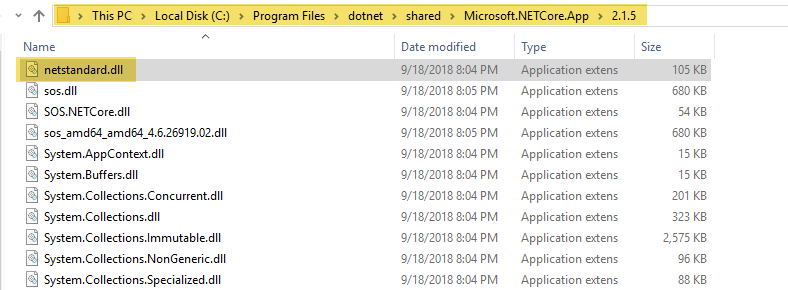 This PC > Local Disk (C:) > Program Files > dotnet > shared > Microsoft.NETCore.App > 2.1.5
Name Date modified Type Size
netstandard.dll 9/18/2018 8:04 PM Application extens 105 KB
sos.dll 9/18/2018 8:05 PM Application extens 680 KB
SOS.NETCore.dll 9/18/2018 8:04 PM Application extens 54 KB
sos_amd64_amd64_4.6.26919.02.dll 9/18/2018 8:05 PM Application extens 680 KB
System.AppContext.dll 9/18/2018 8:04 PM Application extens 15 KB
System.Buffers.dll 9/18/2018 8:04 PM Application extens 15 KB
System.Collections.Concurrent.dll 9/18/2018 8:04 PM Application extens 201 KB
System.Collections.dll 9/18/2018 8:04 PM Application extens 323 KB
System.Collections.Immutable.dll 9/18/2018 8:04 PM Application extens 2,575 KB
System.Collections.NonGeneric.dll 9/18/2018 8:04 PM Application extens 96 KB
System.Collections.Specialized.dll 9/18/2018 8:04 PM Application extens 88 KB